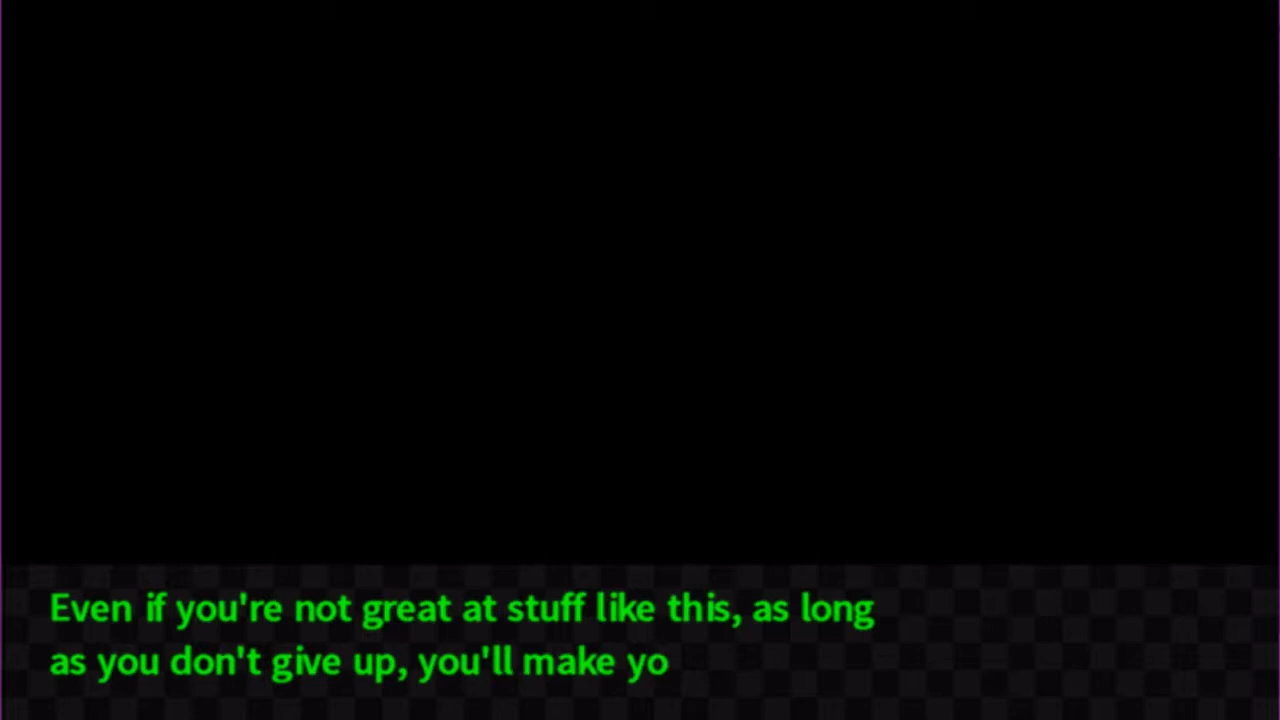 Even if you're not great at stuff like this, as long
as you don't give up, you'll make yo